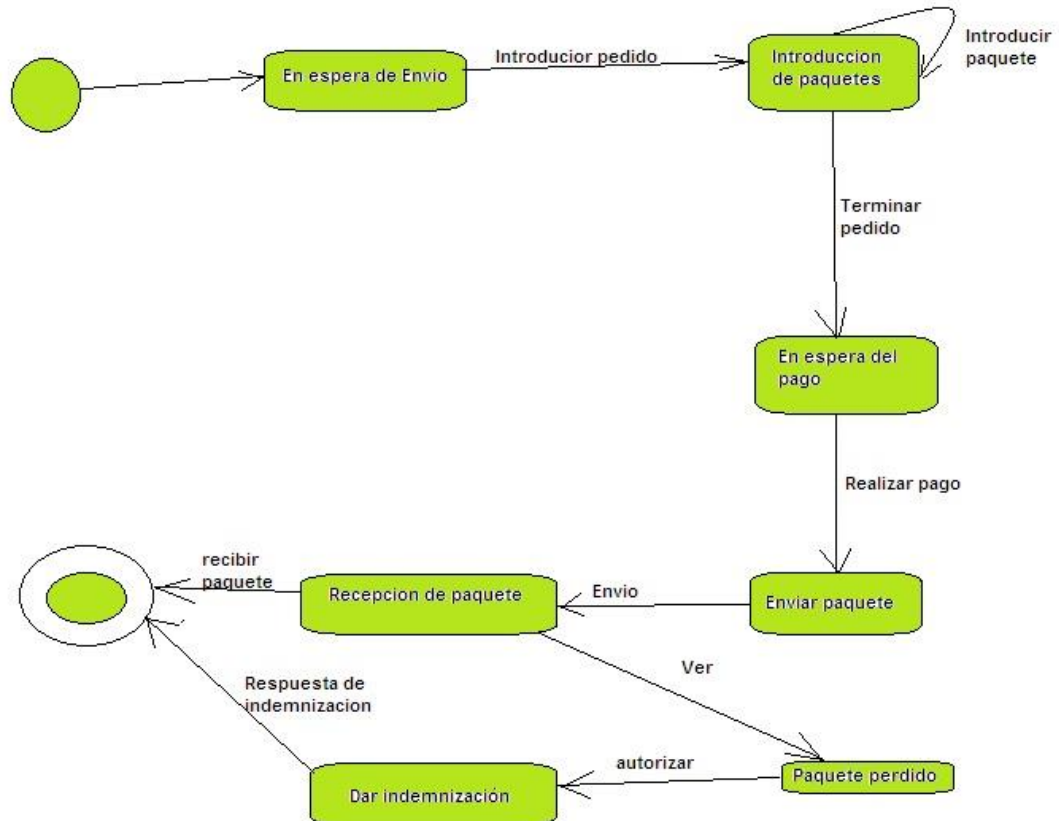 En espera de Envio
Introducior pedido
Introduccion
de paquetes
Introducir
paquete
Terminar
pedido
En espera del
pago
Realizar pago
Enviar paquete
Envio
Recepcion de paquete
recibir
paquete
Ver
Paquete perdido
autorizar
Dar indemnización
Respuesta de
indemnizacion